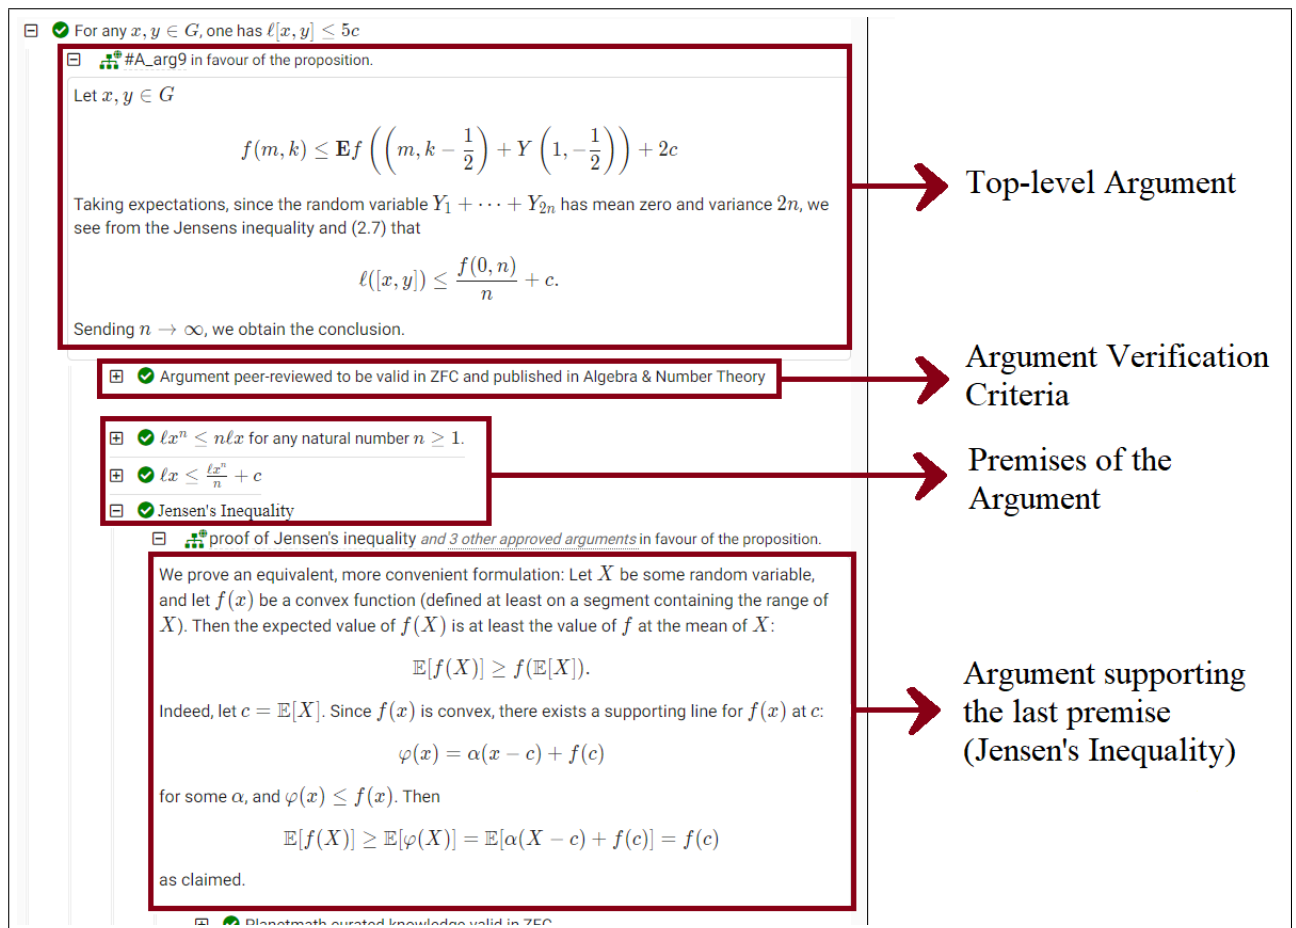 For any x, y ∈ G, one has ℓ[x, y] ≤ 5c
#A_arg9 in favour of the proposition.
Let x, y ∈ G
f(m, k) ≤ E f ( ( m, k − 1/2 ) + Y ( 1, −1/2 ) ) + 2c
Taking expectations, since the random variable Y₁ + ⋯ + Y₂ₙ has mean zero and variance 2n, we
see from the Jensens inequality and (2.7) that
ℓ([x, y]) ≤ f(0, n)/n + c.
Sending n → ∞, we obtain the conclusion.
Top-level Argument
Argument peer-reviewed to be valid in ZFC and published in Algebra & Number Theory
Argument Verification
Criteria
ℓxⁿ ≤ nℓx for any natural number n ≥ 1.
ℓx ≤ ℓxⁿ/n + c
Jensen's Inequality
Premises of the
Argument
proof of Jensen's inequality and 3 other approved arguments in favour of the proposition.
We prove an equivalent, more convenient formulation: Let X be some random variable,
and let f(x) be a convex function (defined at least on a segment containing the range of
X). Then the expected value of f(X) is at least the value of f at the mean of X:
𝔼[f(X)] ≥ f(𝔼[X]).
Indeed, let c = 𝔼[X]. Since f(x) is convex, there exists a supporting line for f(x) at c:
φ(x) = α(x − c) + f(c)
for some α, and φ(x) ≤ f(x). Then
𝔼[f(X)] ≥ 𝔼[φ(X)] = 𝔼[α(X − c) + f(c)] = f(c)
as claimed.
Argument supporting
the last premise
(Jensen's Inequality)
Planetmath curated knowledge valid in ZFC